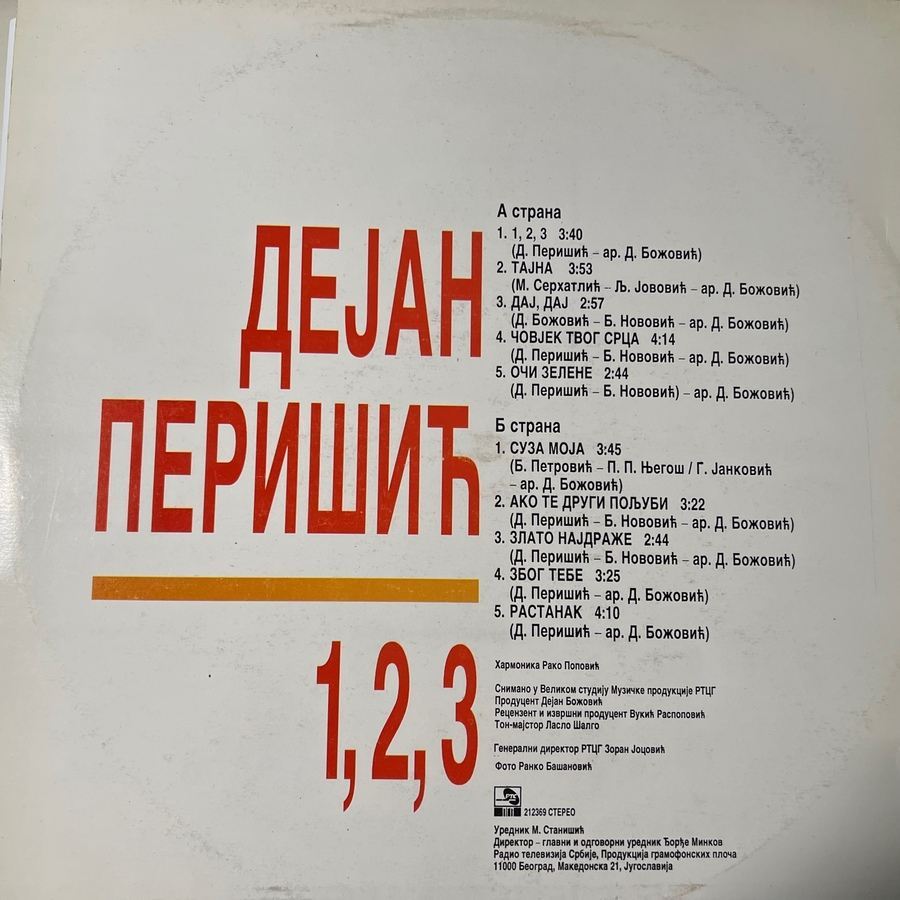 ДЕЈАН
ПЕРИШИЋ
1, 2, 3
А страна
1. 1, 2, 3 3:40
(Д. Перишић – ар. Д. Божовић)
2. ТАЈНА 3:53
(М. Серхатлић – Љ. Јововић – ар. Д. Божовић)
3. ДАЈ, ДАЈ 2:57
(Д. Божовић – Б. Нововић – ар. Д. Божовић)
4. ЧОВЈЕК ТВОГ СРЦА 4:14
(Д. Перишић – Б. Нововић – ар. Д. Божовић)
5. ОЧИ ЗЕЛЕНЕ 2:44
(Д. Перишић – Б. Нововић) – ар. Д. Божовић)
Б страна
1. СУЗА МОЈА 3:45
(Б. Петровић – П. П. Његош / Г. Јанковић
– ар. Д. Божовић)
2. АКО ТЕ ДРУГИ ПОЉУБИ 3:22
(Д. Перишић – Б. Нововић – ар. Д. Божовић)
3. ЗЛАТО НАЈДРАЖЕ 2:44
(Д. Перишић – Б. Нововић – ар. Д. Божовић)
4. ЗБОГ ТЕБЕ 3:25
(Д. Перишић – ар. Д. Божовић)
5. РАСТАНАК 4:10
(Д. Перишић – ар. Д. Божовић)
Хармоника Рако Поповић
Снимано у Великом студију Музичке продукције РТЦГ
Продуцент Дејан Божовић
Рецензент и извршни продуцент Вукић Распоповић
Тон-мајстор Ласло Шалго
Генерални директор РТЦГ Зоран Јоцовић
Фото Ранко Башановић
РТС
212369 СТЕРЕО
Уредник М. Станишић
Директор – главни и одговорни уредник Ђорђе Минков
Радио телевизија Србије, Продукција грамофонских плоча
11000 Београд, Македонска 21, Југославија